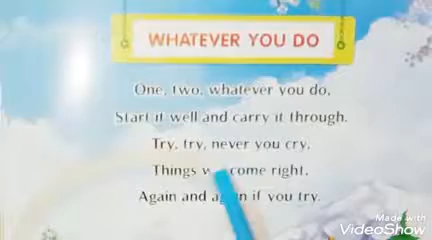 WHATEVER YOU DO
One, two, whatever you do,
Start it well and carry it through.
Try, try, never you cry,
Things come right,
Again and if you try.
Made with
VideoShow